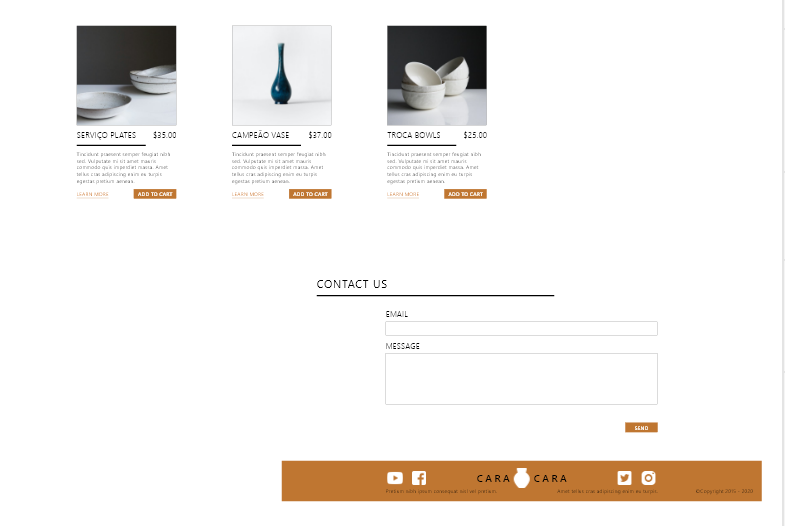 SERVIÇO PLATES $35.00
Tincidunt praesent semper feugiat nibh
sed. Vulputate mi sit amet mauris
commodo quis imperdiet massa. Amet
tellus cras adipiscing enim eu turpis
egestas pretium aenean.
LEARN MORE ADD TO CART
CAMPEÃO VASE $37.00
Tincidunt praesent semper feugiat nibh
sed. Vulputate mi sit amet mauris
commodo quis imperdiet massa. Amet
tellus cras adipiscing enim eu turpis
egestas pretium aenean.
LEARN MORE ADD TO CART
TROCA BOWLS $25.00
Tincidunt praesent semper feugiat nibh
sed. Vulputate mi sit amet mauris
commodo quis imperdiet massa. Amet
tellus cras adipiscing enim eu turpis
egestas pretium aenean.
LEARN MORE ADD TO CART
CONTACT US
EMAIL
MESSAGE
SEND
CARA CARA
Pretium nibh ipsum consequat nisl vel pretium. Amet tellus cras adipiscing enim eu turpis. ©Copyright 2015 - 2020